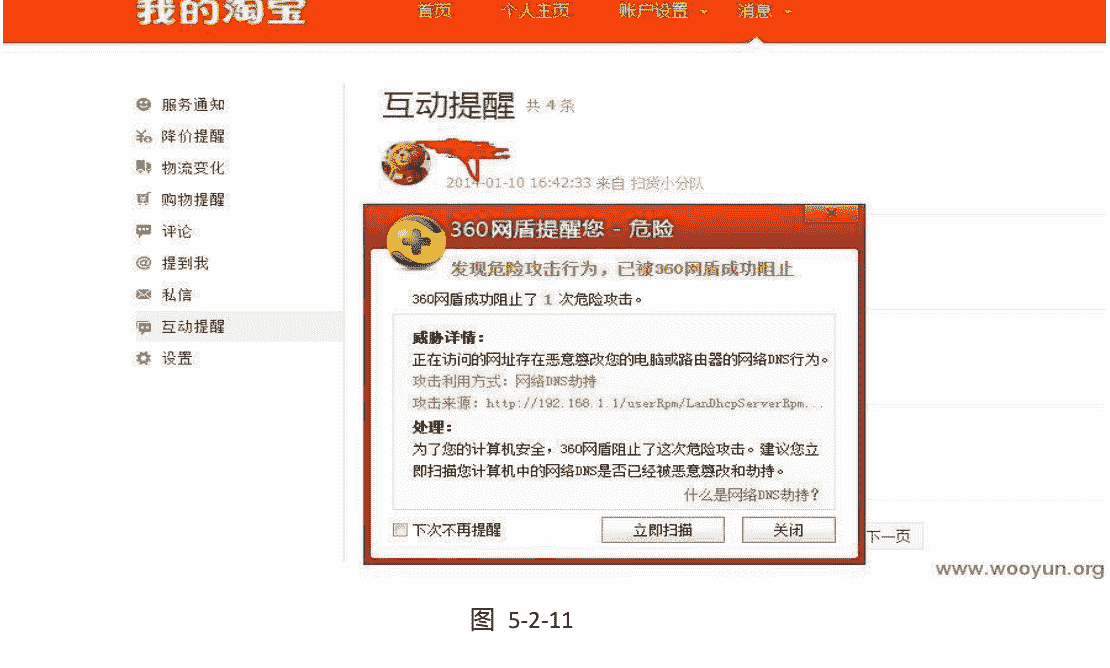 我的淘宝 首页 个人主页 账户设置 消息
服务通知
降价提醒
物流变化
购物提醒
评论
@ 提到我
私信
互动提醒
设置
互动提醒 共 4 条
2014-01-10 16:42:33 来自 扫货小分队
360网盾提醒您 - 危险
发现危险攻击行为，已被360网盾成功阻止
360网盾成功阻止了 1 次危险攻击。
威胁详情：
正在访问的网址存在恶意篡改您的电脑或路由器的网络DNS行为。
攻击利用方式：网络DNS劫持
攻击来源：http://192.168.1.1/userRpm/LanDhcpServerRpm...
处理：
为了您的计算机安全，360网盾阻止了这次危险攻击。建议您立
即扫描您计算机中的网络DNS是否已经被恶意篡改和劫持。
什么是网络DNS劫持？
下次不再提醒 立即扫描 关闭
下一页
www.wooyun.org
图 5-2-11